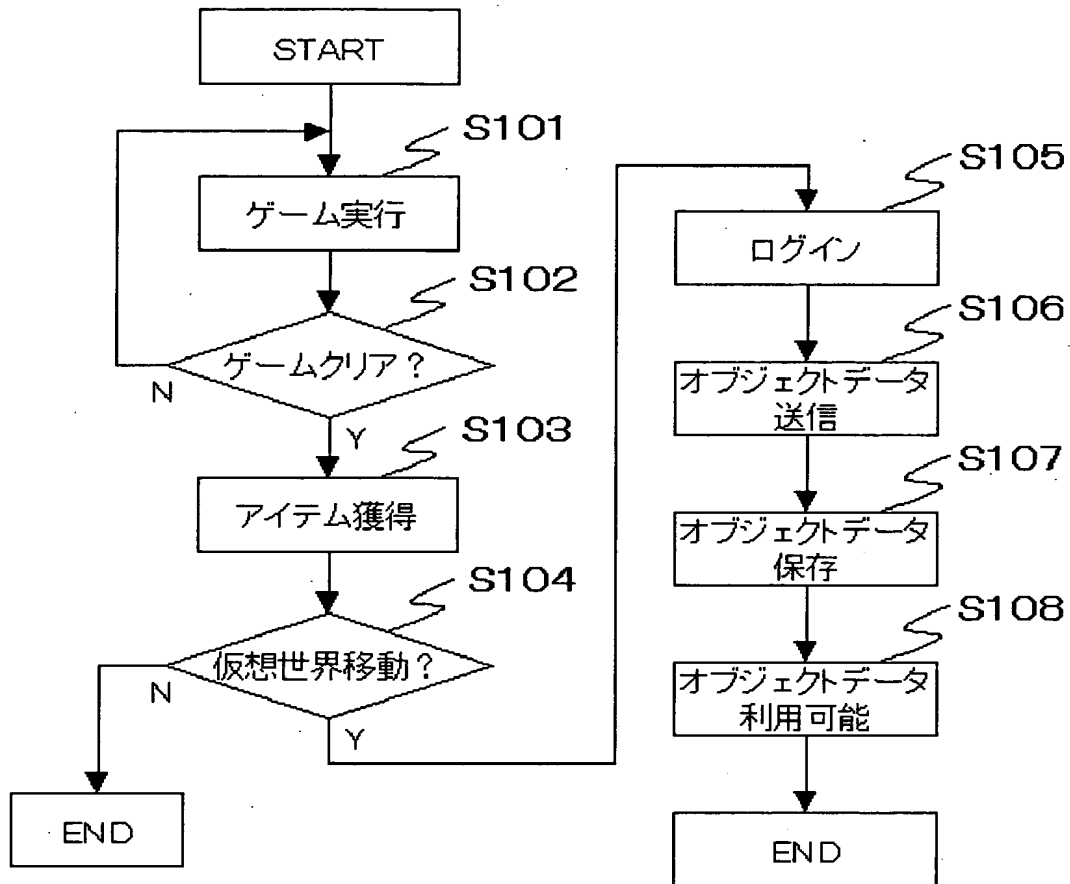 START
S101
ゲーム実行
S102
ゲームクリア？
N
Y
S103
アイテム獲得
S104
仮想世界移動？
N
Y
END
S105
ログイン
S106
オブジェクトデータ
送信
S107
オブジェクトデータ
保存
S108
オブジェクトデータ
利用可能
END